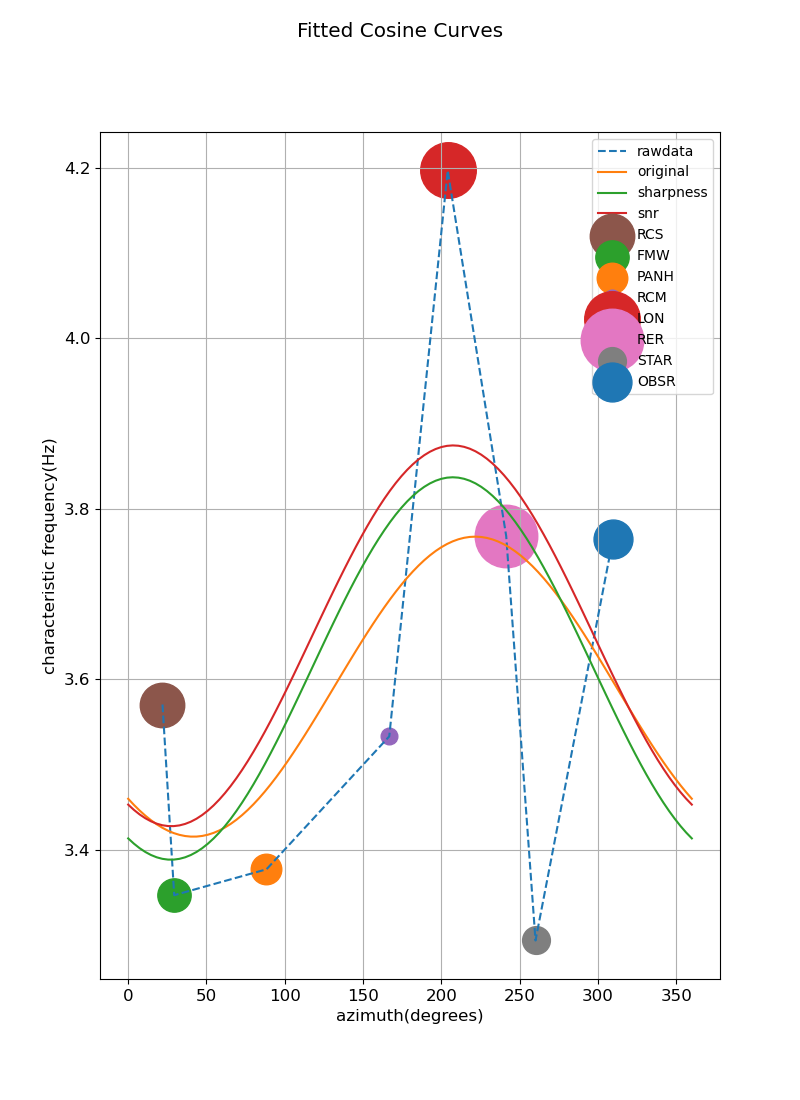 Fitted Cosine Curves
4.2
4.0
3.8
3.6
3.4
characteristic frequency(Hz)
rawdata
original
sharpness
snr
RCS
FMW
PANH
RCM
LON
RER
STAR
OBSR
0 50 100 150 200 250 300 350
azimuth(degrees)